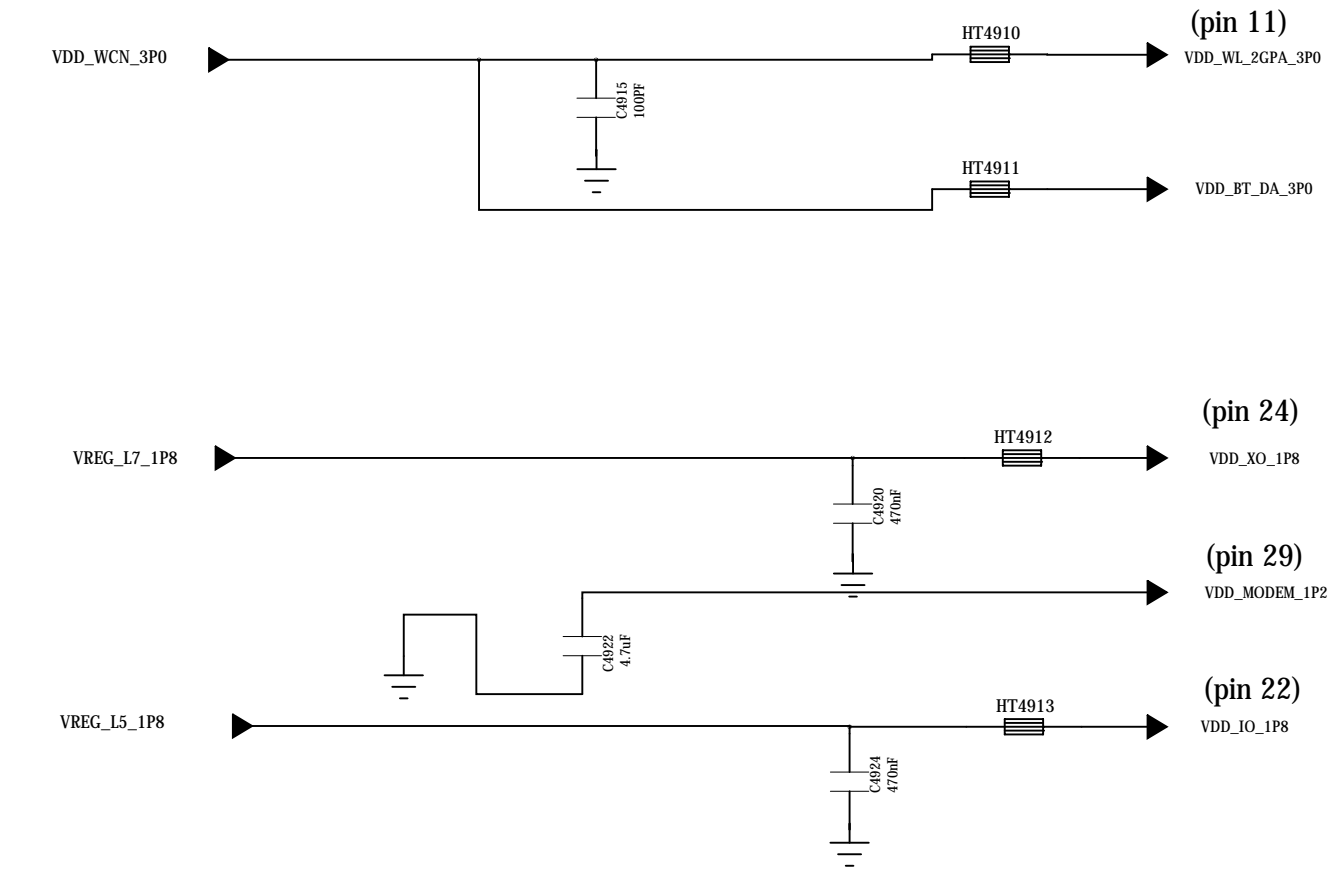 (pin 11)
HT4910
VDD_WCN_3P0
VDD_WL_2GPA_3P0
C4915
100PF
HT4911
VDD_BT_DA_3P0
(pin 24)
HT4912
VREG_L7_1P8
VDD_XO_1P8
C4920
470nF
(pin 29)
VDD_MODEM_1P2
C4922
4.7uF
(pin 22)
HT4913
VREG_L5_1P8
VDD_IO_1P8
C4924
470nF